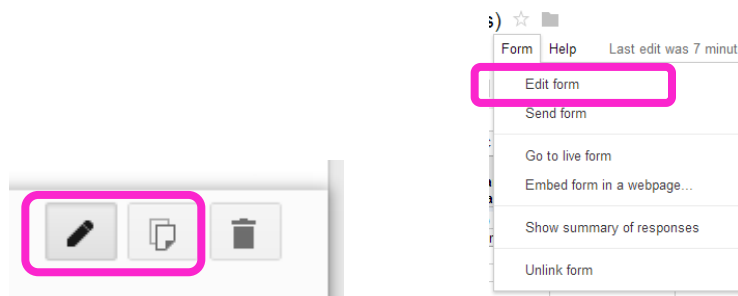 s) 
Form Help Last edit was 7 minut
Edit form
Send form
Go to live form
Embed form in a webpage...
Show summary of responses
Unlink form